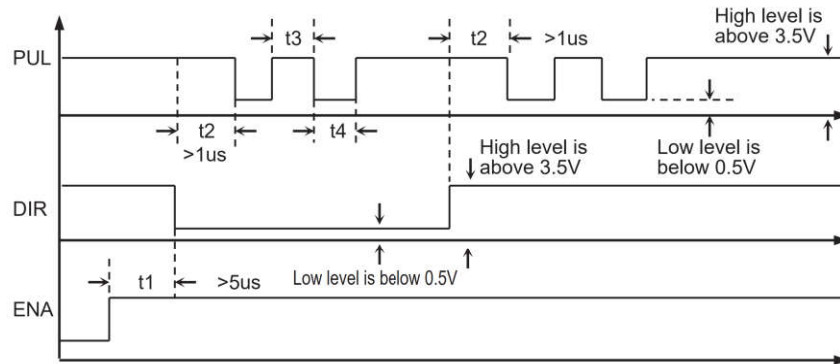 High level is
above 3.5V
PUL
t3
t2
>1us
t2
>1us
t4
High level is
above 3.5V
Low level is
below 0.5V
DIR
Low level is below 0.5V
t1
>5us
ENA